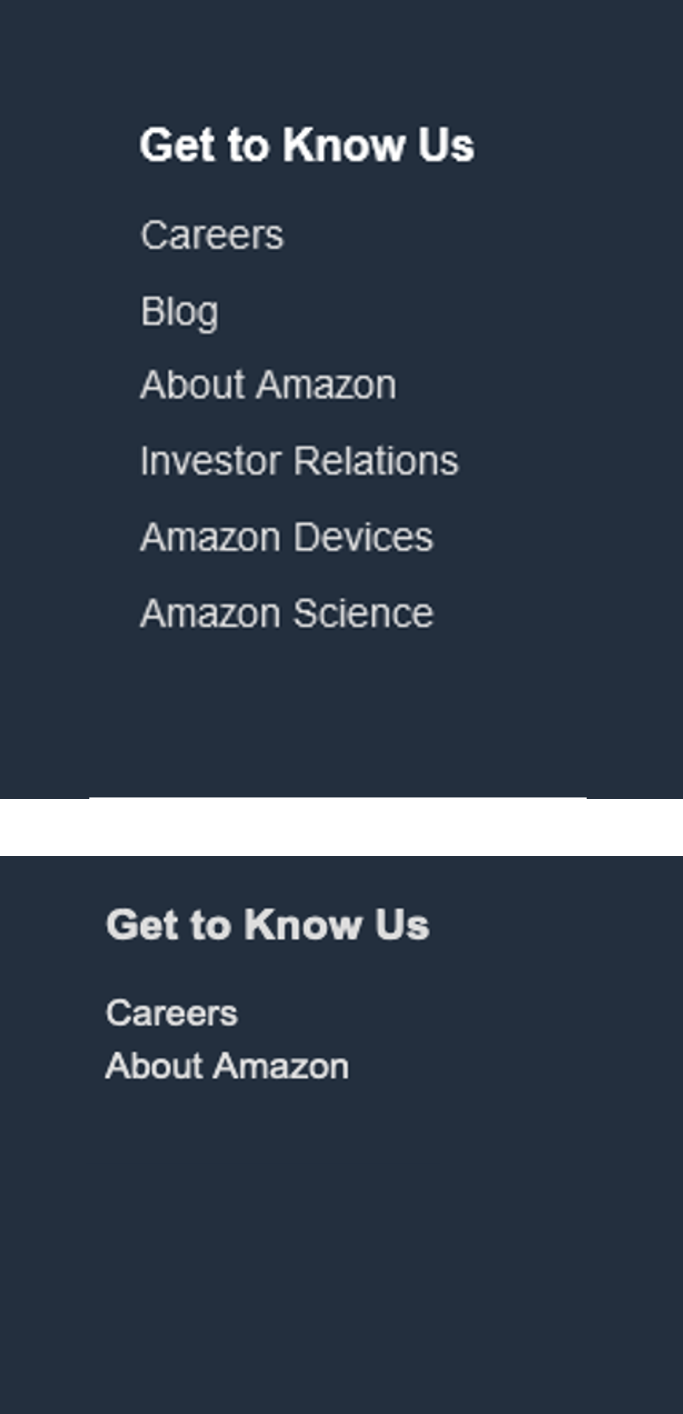 Get to Know Us
Careers
Blog
About Amazon
Investor Relations
Amazon Devices
Amazon Science
Get to Know Us
Careers
About Amazon